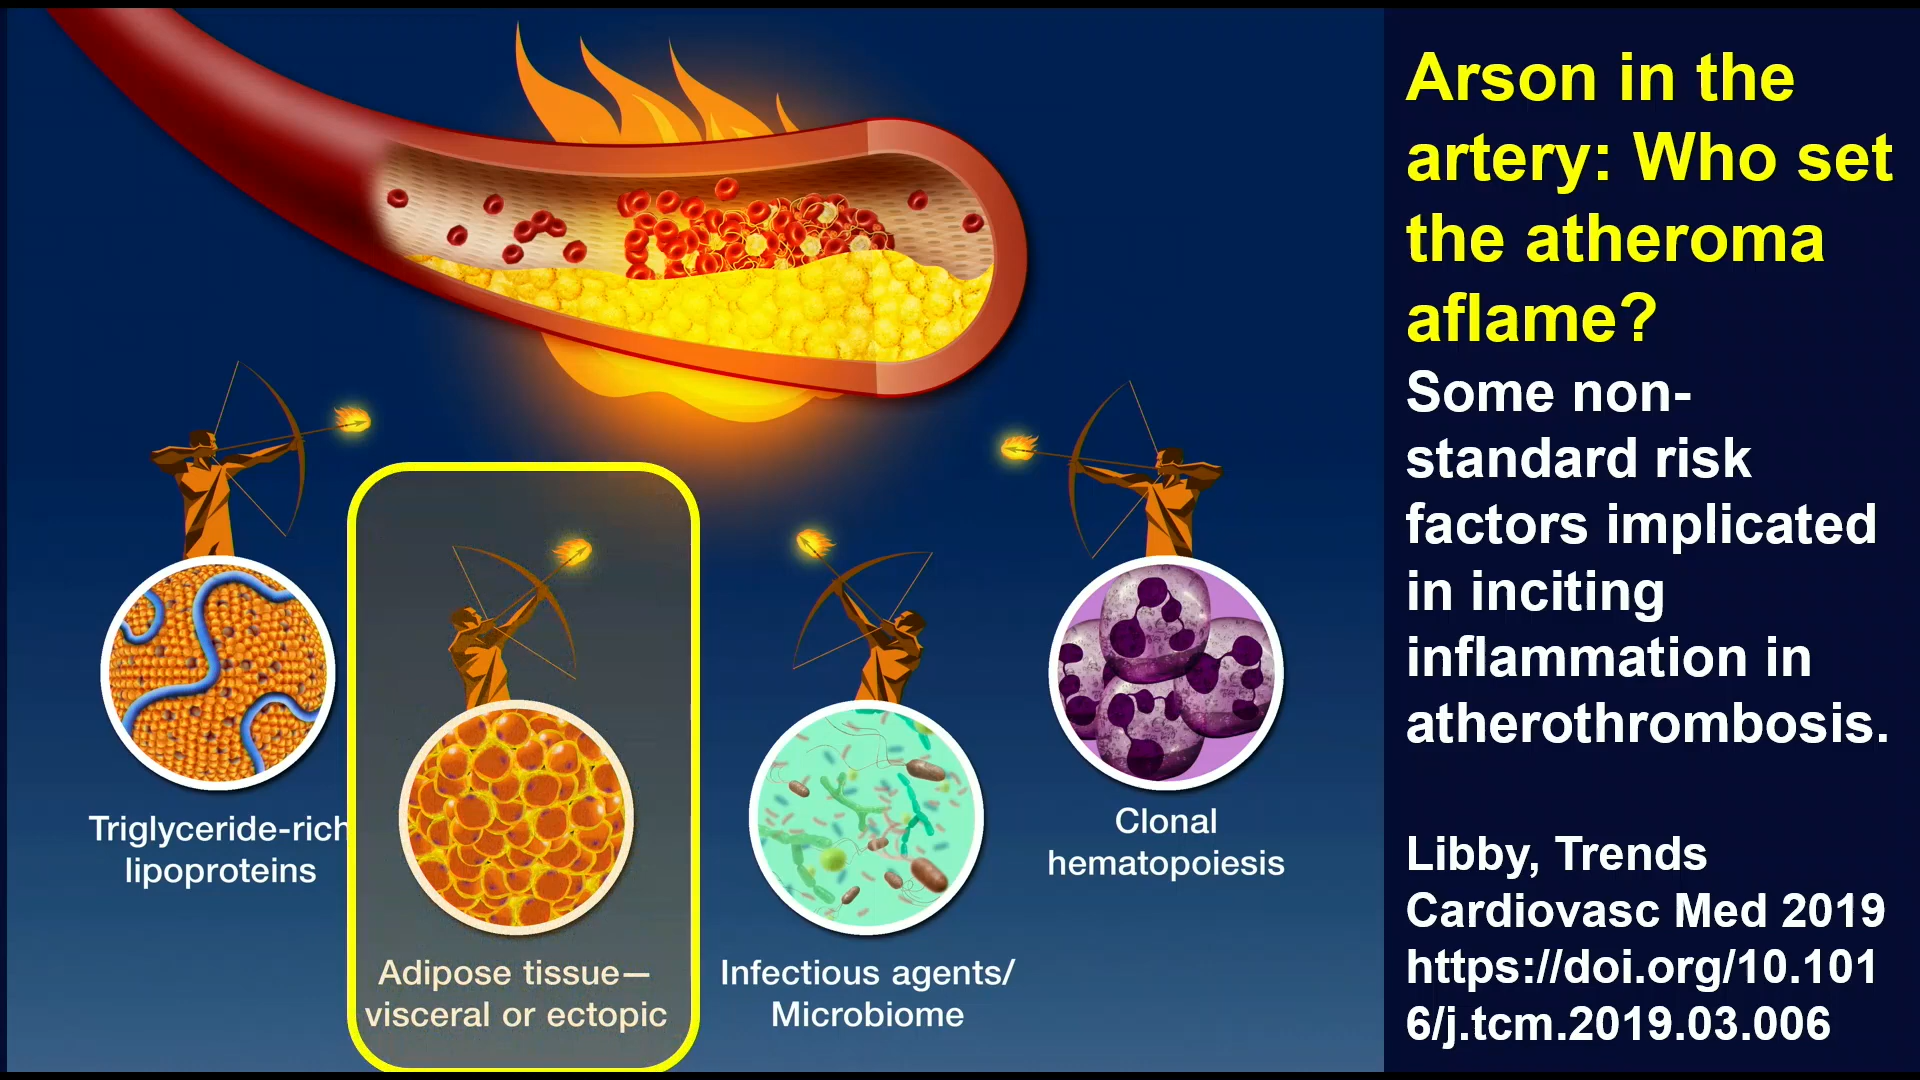 Arson in the
artery: Who set
the atheroma
aflame?
Some non-
standard risk
factors implicated
in inciting
inflammation in
atherothrombosis.
Libby, Trends
Cardiovasc Med 2019
https://doi.org/10.101
6/j.tcm.2019.03.006
Triglyceride-rich
lipoproteins
Adipose tissue—
visceral or ectopic
Infectious agents/
Microbiome
Clonal
hematopoiesis